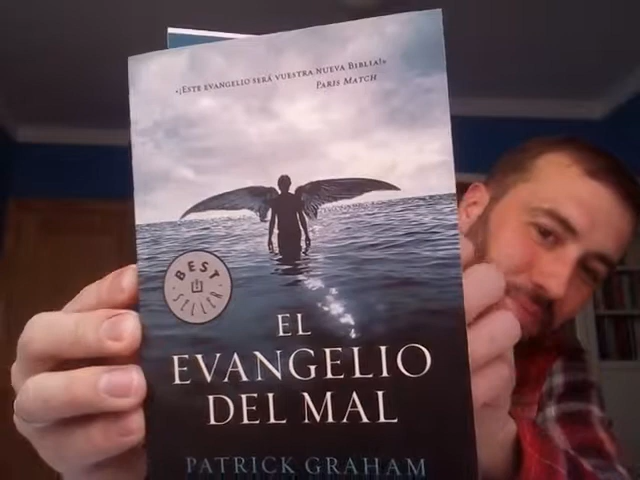 «¡Este evangelio será vuestra nueva Biblia!»
Paris Match
BEST
SELLER
EL
EVANGELIO
DEL MAL
PATRICK GRAHAM